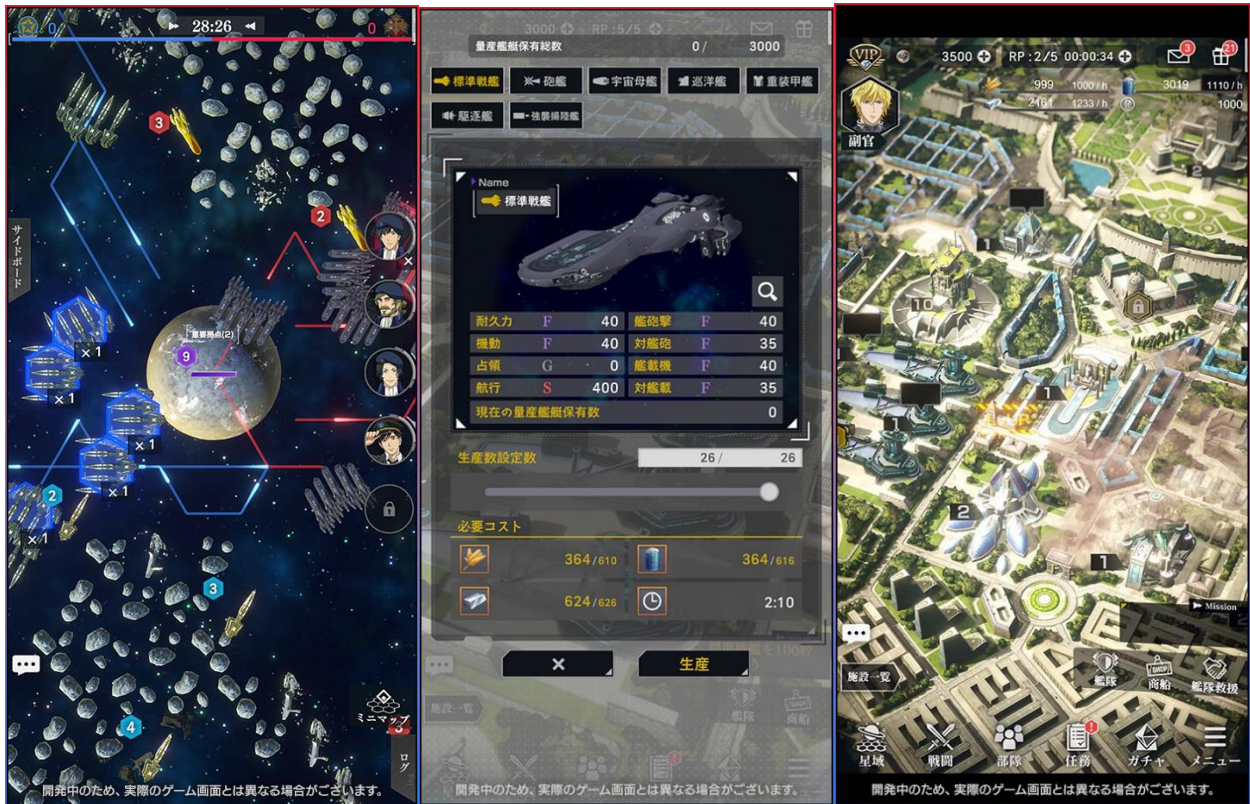 0
28:26
0
3
2
サイドボード
重要拠点(2)
9
×1
×1
×1
×1
2
×1
3
4
ミニマップ
3
ログ
開発中のため、実際のゲーム画面とは異なる場合がございます。
3000 RP:5/5
量産艦艇保有総数 0/ 3000
標準戦艦 砲艦 宇宙母艦 巡洋艦 重装甲艦
駆逐艦 強襲揚陸艦
Name
標準戦艦
耐久力 F 40 艦砲撃 F 40
機動 F 40 対艦砲 F 35
占領 G 0 艦載機 F 40
航行 S 400 対艦載 F 35
現在の量産艦艇保有数 0
生産数設定数 26/ 26
必要コスト
364/610 364/616
624/626 2:10
× 生産
施設一覧
艦隊 商船
開発中のため、実際のゲーム画面とは異なる場合がございます。
VIP 3500 RP:2/5 00:00:34 3 21
999 1000/h 3019 1110/h
2161 1233/h 1000
副官
2
1
10
1
1
2
1
Mission
施設一覧
艦隊 SHOP 商船 艦隊救援
星域 戦闘 部隊 任務 ガチャ メニュー
開発中のため、実際のゲーム画面とは異なる場合がございます。